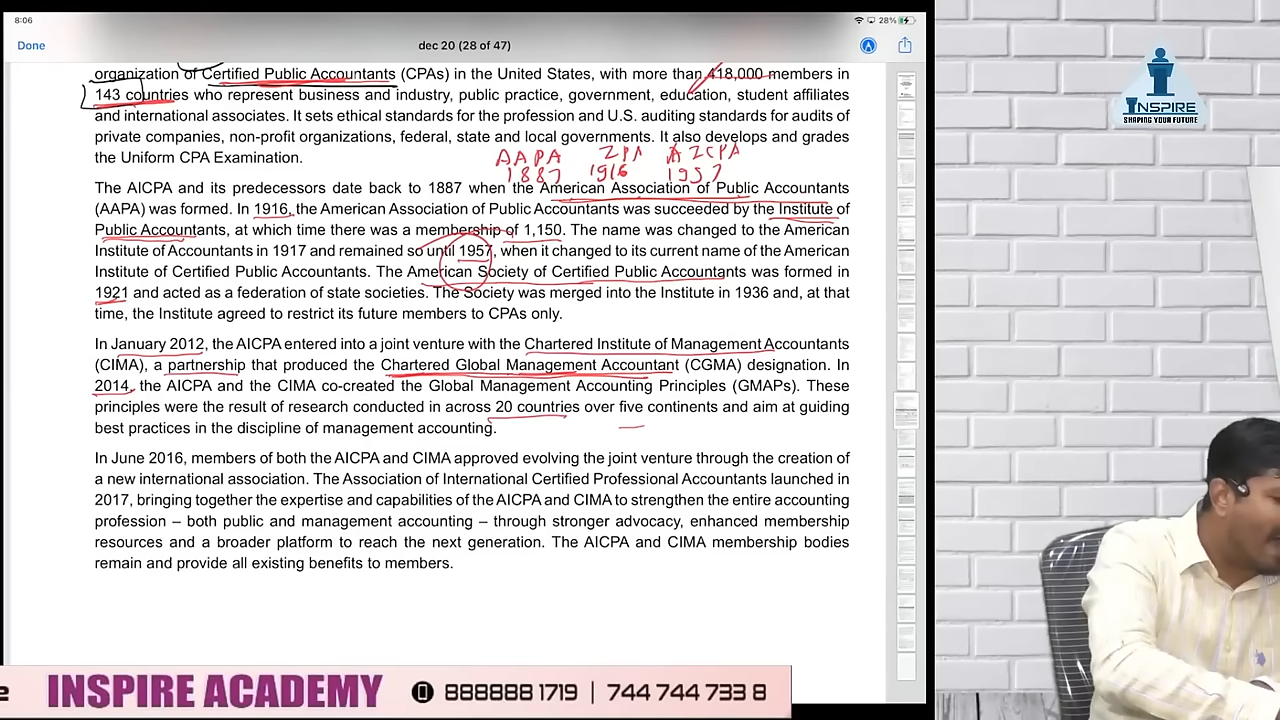 8:06
28%
Done
dec 20 (28 of 47)
organization of Certified Public Accountants (CPAs) in the United States, with more than 418,000 members in
143 countries who represent business and industry, public practice, government, education, student affiliates
and international associates. It sets ethical standards for the profession and U.S. auditing standards for audits of
private companies, non-profit organizations, federal, state and local governments. It also develops and grades
the Uniform CPA Examination.
AAPA
1887
IP
1916
AICPA
1957
The AICPA and its predecessors date back to 1887 when the American Association of Public Accountants
(AAPA) was formed. In 1916, the American Association of Public Accountants was succeeded by the Institute of
Public Accountants, at which time there was a membership of 1,150. The name was changed to the American
Institute of Accountants in 1917 and remained so until 1957 when it changed to its current name of the American
Institute of Certified Public Accountants. The American Society of Certified Public Accountants was formed in
1921 and acted as a federation of state societies. The Society was merged into the Institute in 1936 and, at that
time, the Institute agreed to restrict its future members to CPAs only.
In January 2012, the AICPA entered into a joint venture with the Chartered Institute of Management Accountants
(CIMA), a partnership that produced the Chartered Global Management Accountant (CGMA) designation. In
2014, the AICPA and the CIMA co-created the Global Management Accounting Principles (GMAPs). These
principles were the result of research conducted in across 20 countries over five continents and aim at guiding
best practice in the discipline of management accounting.
In June 2016, members of both the AICPA and CIMA approved evolving the joint venture through the creation of
a new international association. The Association of International Certified Professional Accountants launched in
2017, bringing together the expertise and capabilities of the AICPA and CIMA to strengthen the entire accounting
profession – both public and management accounting – through stronger advocacy, enhanced membership
resources and a broader platform to reach the next generation. The AICPA and CIMA membership bodies
remain and provide all existing benefits to members.
INSPIRE
SHAPING YOUR FUTURE
INSPIRE ACADEMY
888888 1719 | 744 744 733 8